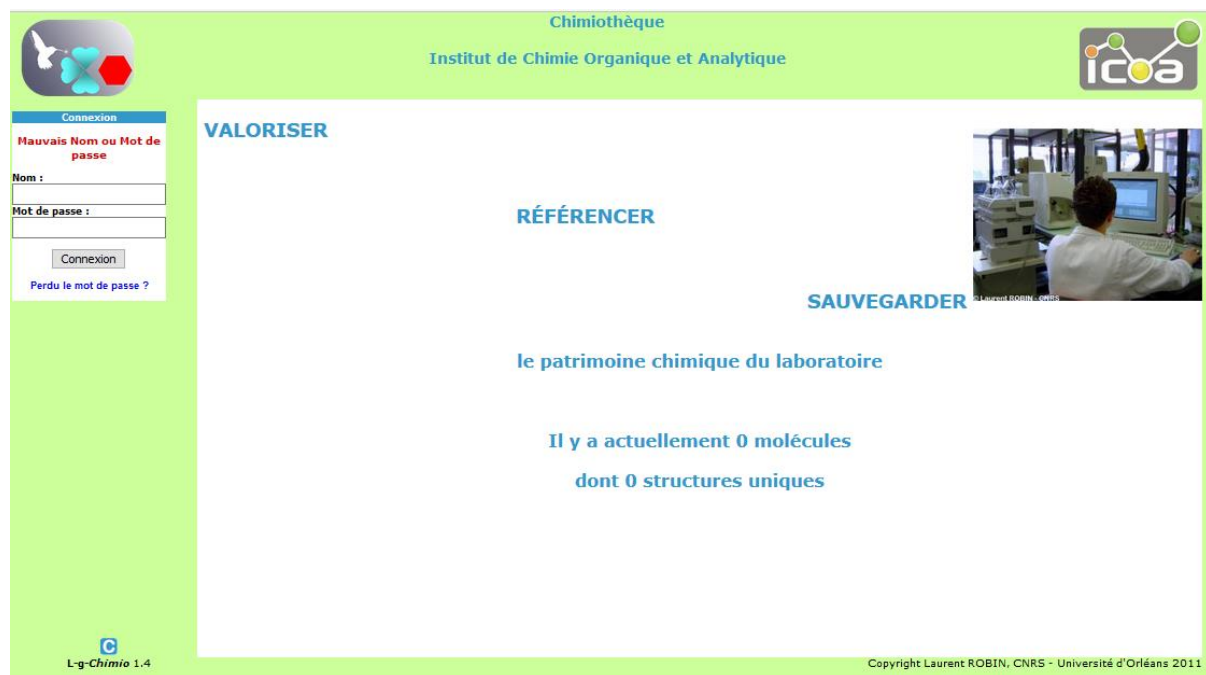 Chimiothèque
Institut de Chimie Organique et Analytique
icoa
Connexion
Mauvais Nom ou Mot de
passe
Nom :
Mot de passe :
Connexion
Perdu le mot de passe ?
VALORISER
RÉFÉRENCER
SAUVEGARDER
© Laurent ROBIN - CNRS
le patrimoine chimique du laboratoire
Il y a actuellement 0 molécules
dont 0 structures uniques
C
L-g-Chimio 1.4
Copyright Laurent ROBIN, CNRS - Université d'Orléans 2011